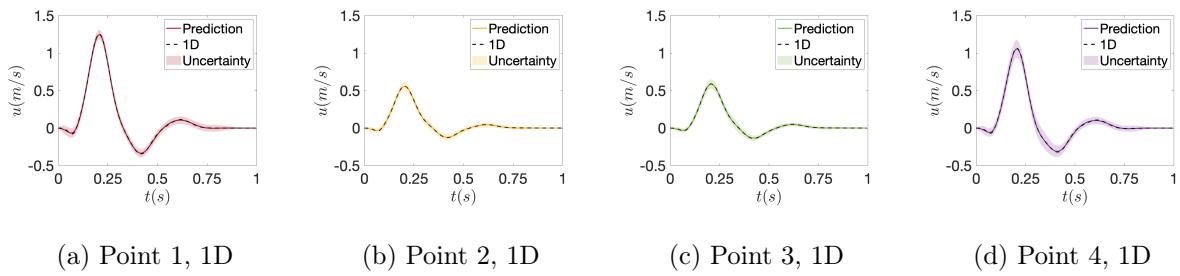 1.5
1
0.5
0
-0.5
u(m/s)
0 0.25 0.5 0.75 1
t(s)
Prediction
1D
Uncertainty
(a) Point 1, 1D
1.5
1
0.5
0
-0.5
u(m/s)
0 0.25 0.5 0.75 1
t(s)
Prediction
1D
Uncertainty
(b) Point 2, 1D
1.5
1
0.5
0
-0.5
u(m/s)
0 0.25 0.5 0.75 1
t(s)
Prediction
1D
Uncertainty
(c) Point 3, 1D
1.5
1
0.5
0
-0.5
u(m/s)
0 0.25 0.5 0.75 1
t(s)
Prediction
1D
Uncertainty
(d) Point 4, 1D